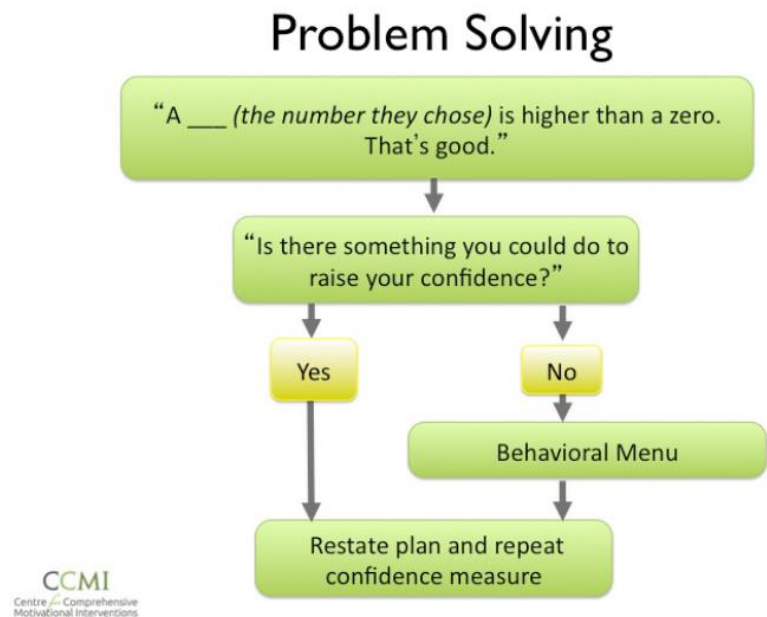 Problem Solving
“A ___ (the number they chose) is higher than a zero.
That’s good.”
“Is there something you could do to
raise your confidence?”
Yes
No
Behavioral Menu
Restate plan and repeat
confidence measure
CCMI
Centre for Comprehensive
Motivational Interventions